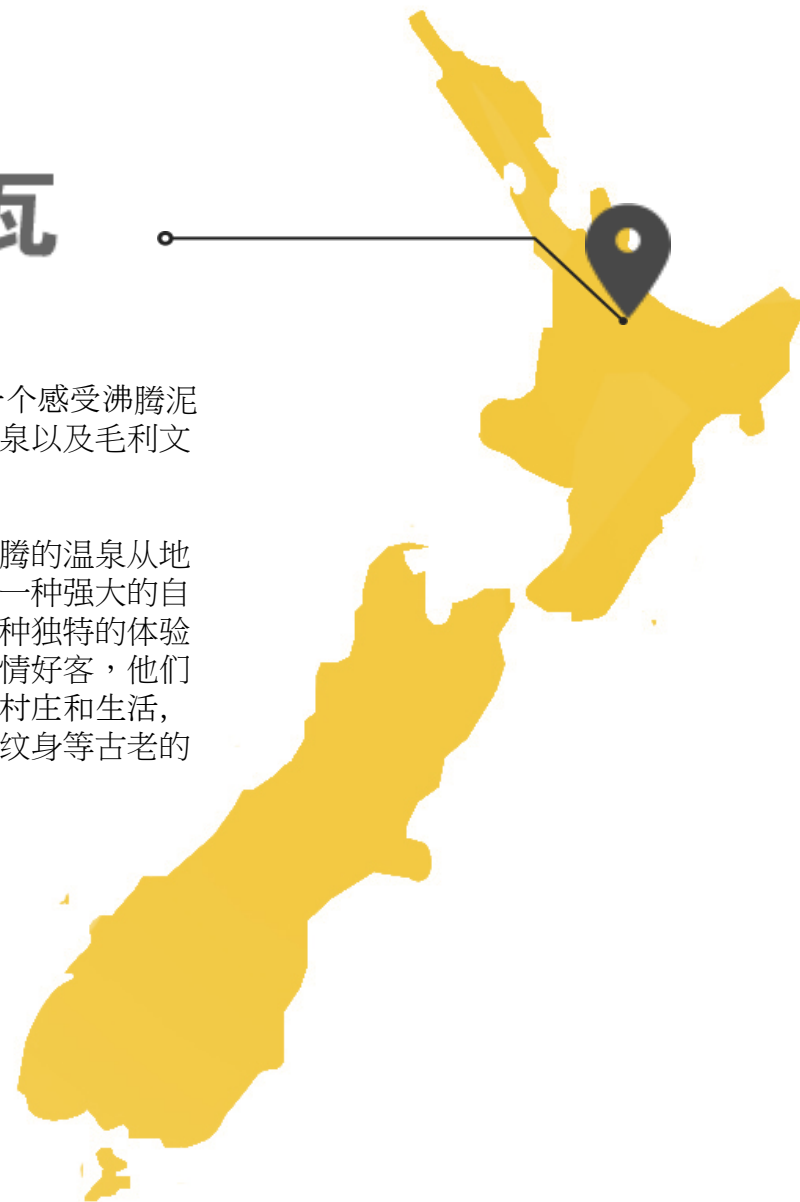 瓦
个感受沸腾泥
泉以及毛利文
腾的温泉从地
一种强大的自
种独特的体验
情好客，他们
村庄和生活,
纹身等古老的